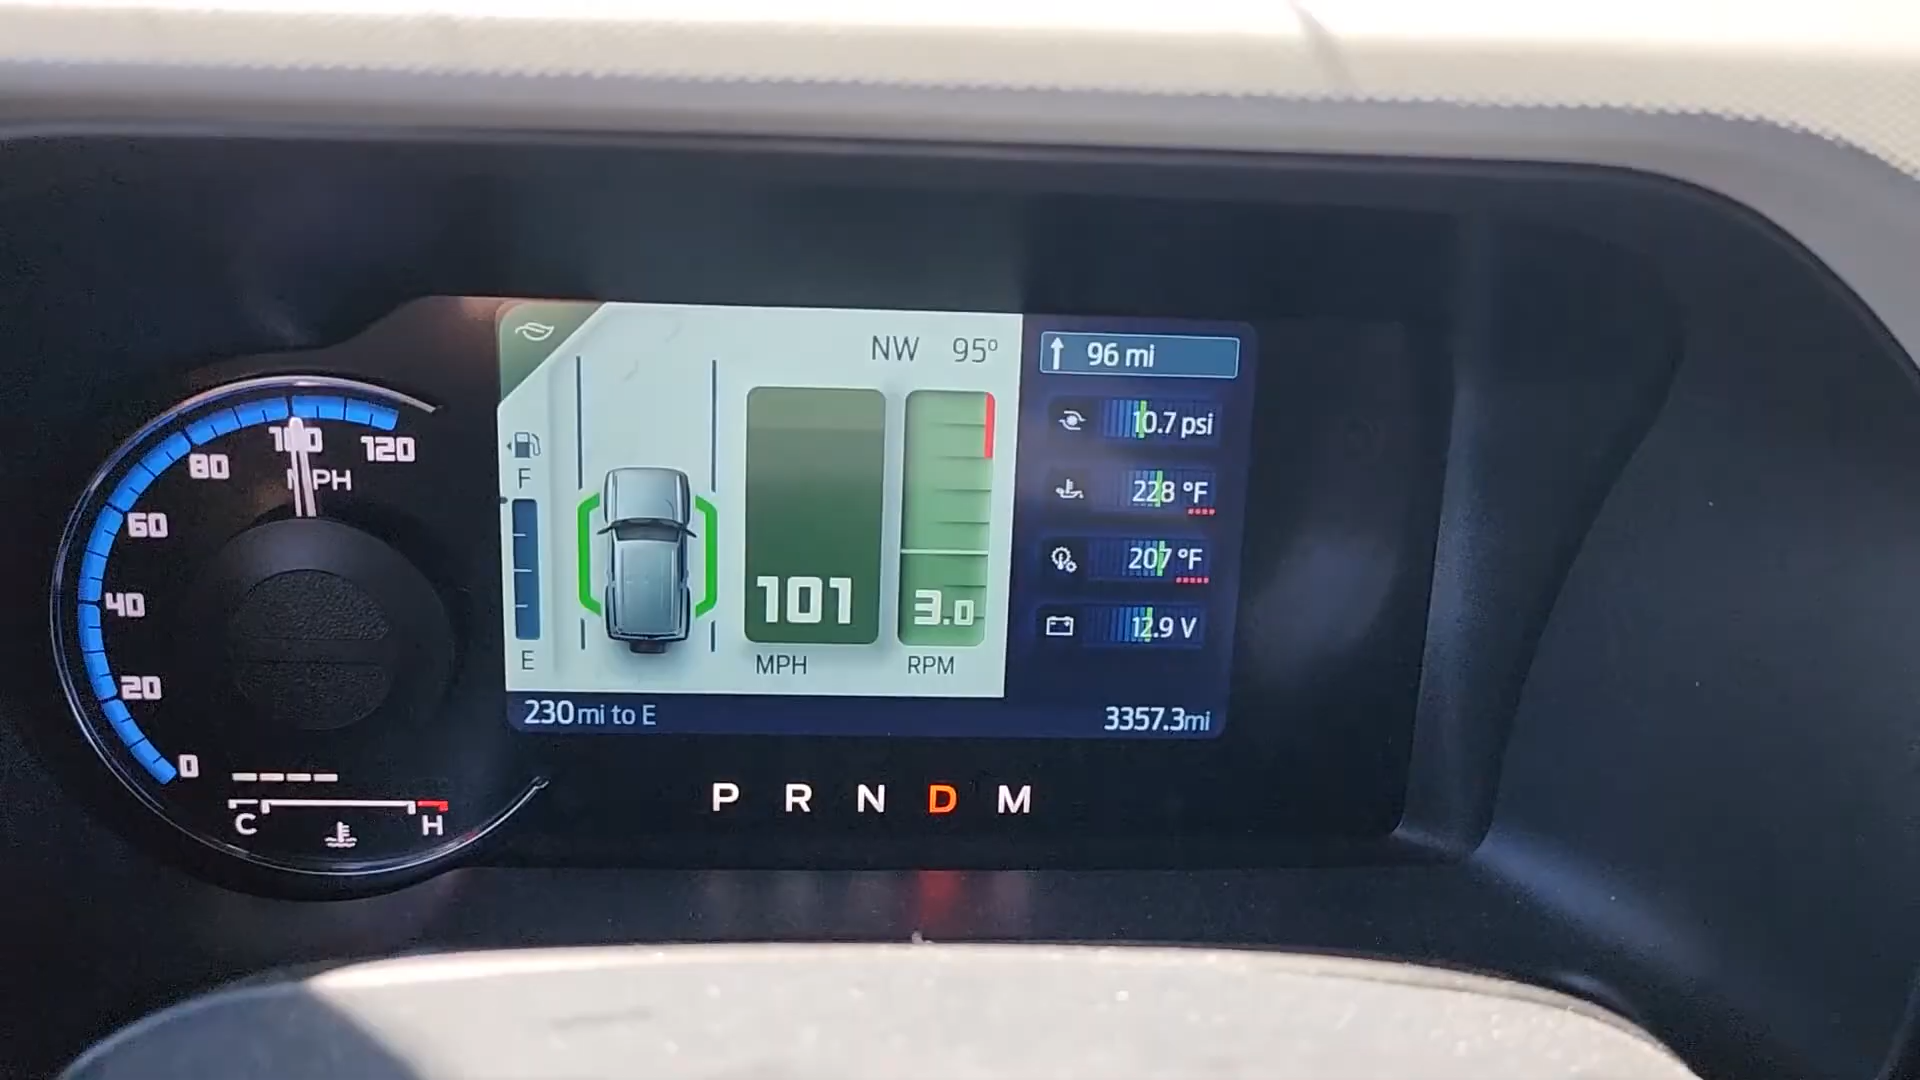 NW 95°
96 mi
10.7 psi
228 °F
207 °F
12.9 V
F
E
101
MPH
3.0
RPM
230 mi to E
3357.3mi
120
100
80
60
40
20
0
MPH
C
H
P R N D M